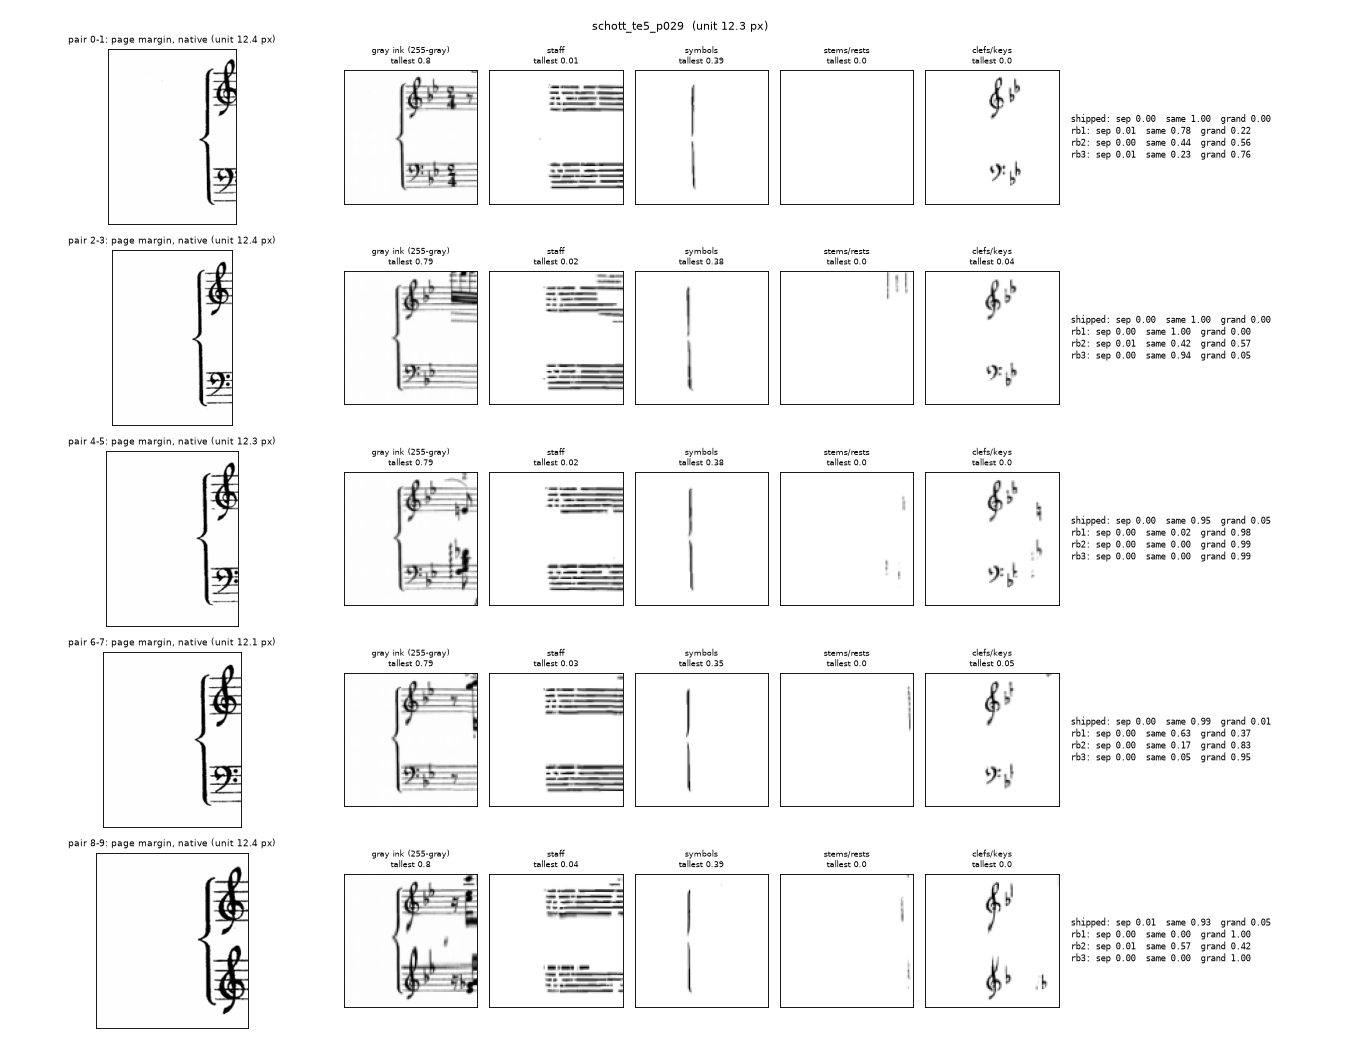 schott_te5_p029  (unit 12.3 px)
pair 0-1: page margin, native (unit 12.4 px)
gray ink (255-gray)
tallest 0.8
staff
tallest 0.01
symbols
tallest 0.39
stems/rests
tallest 0.0
clefs/keys
tallest 0.0
shipped: sep 0.00  same 1.00  grand 0.00
rb1: sep 0.01  same 0.78  grand 0.22
rb2: sep 0.00  same 0.44  grand 0.56
rb3: sep 0.01  same 0.23  grand 0.76
pair 2-3: page margin, native (unit 12.4 px)
gray ink (255-gray)
tallest 0.79
staff
tallest 0.02
symbols
tallest 0.38
stems/rests
tallest 0.0
clefs/keys
tallest 0.04
shipped: sep 0.00  same 1.00  grand 0.00
rb1: sep 0.00  same 1.00  grand 0.00
rb2: sep 0.01  same 0.42  grand 0.57
rb3: sep 0.00  same 0.94  grand 0.05
pair 4-5: page margin, native (unit 12.3 px)
gray ink (255-gray)
tallest 0.79
staff
tallest 0.02
symbols
tallest 0.38
stems/rests
tallest 0.0
clefs/keys
tallest 0.0
shipped: sep 0.00  same 0.95  grand 0.05
rb1: sep 0.00  same 0.02  grand 0.98
rb2: sep 0.00  same 0.00  grand 0.99
rb3: sep 0.00  same 0.00  grand 0.99
pair 6-7: page margin, native (unit 12.1 px)
gray ink (255-gray)
tallest 0.79
staff
tallest 0.03
symbols
tallest 0.35
stems/rests
tallest 0.0
clefs/keys
tallest 0.05
shipped: sep 0.00  same 0.99  grand 0.01
rb1: sep 0.00  same 0.63  grand 0.37
rb2: sep 0.00  same 0.17  grand 0.83
rb3: sep 0.00  same 0.05  grand 0.95
pair 8-9: page margin, native (unit 12.4 px)
gray ink (255-gray)
tallest 0.8
staff
tallest 0.04
symbols
tallest 0.39
stems/rests
tallest 0.0
clefs/keys
tallest 0.0
shipped: sep 0.01  same 0.93  grand 0.05
rb1: sep 0.00  same 0.00  grand 1.00
rb2: sep 0.01  same 0.57  grand 0.42
rb3: sep 0.00  same 0.00  grand 1.00